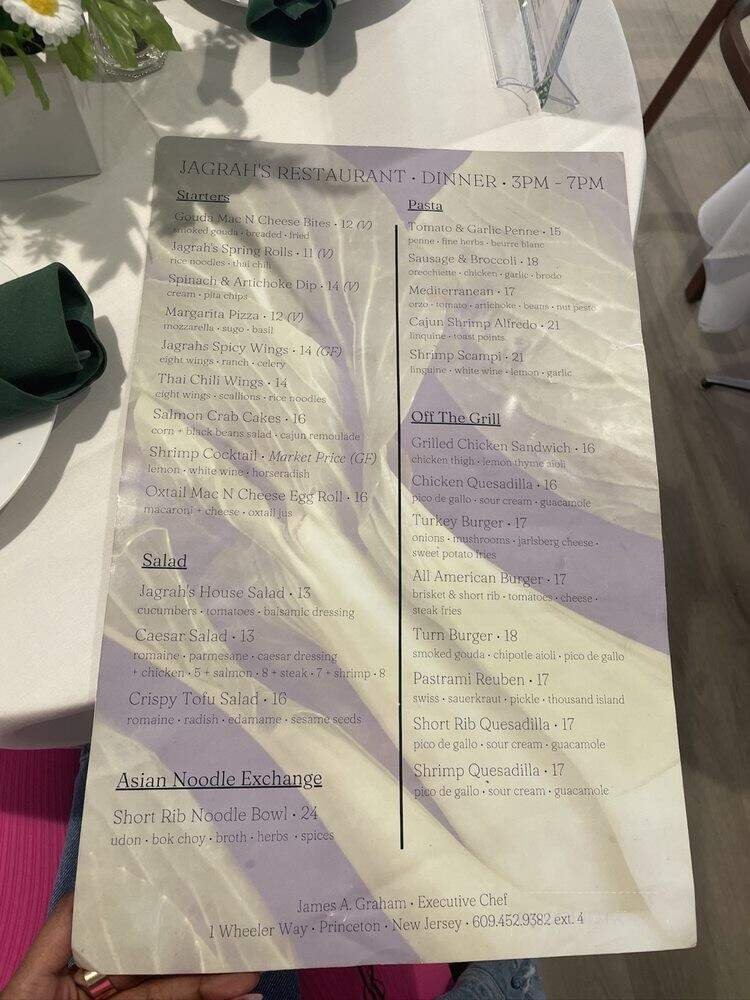 JAGRAH'S RESTAURANT • DINNER • 3PM - 7PM
Starters
Gouda Mac N Cheese Bites • 12 (V)
smoked gouda • breaded • fried
Jagrah's Spring Rolls • 11 (V)
rice noodles • thai chili
Spinach & Artichoke Dip • 14 (V)
cream • pita chips
Margarita Pizza • 12 (V)
mozzarella • sugo • basil
Jagrahs Spicy Wings • 14 (GF)
eight wings • ranch • celery
Thai Chili Wings • 14
eight wings • scallions • rice noodles
Salmon Crab Cakes • 16
corn + black beans salad • cajun remoulade
Shrimp Cocktail • Market Price (GF)
lemon • white wine • horseradish
Oxtail Mac N Cheese Egg Roll • 16
macaroni + cheese • oxtail jus
Salad
Jagrah's House Salad • 13
cucumbers • tomatoes • balsamic dressing
Caesar Salad • 13
romaine • parmesane • caesar dressing
+ chicken • 5 + salmon • 8 + steak • 7 + shrimp • 8
Crispy Tofu Salad • 16
romaine • radish • edamame • sesame seeds
Asian Noodle Exchange
Short Rib Noodle Bowl • 24
udon • bok choy • broth • herbs • spices
Pasta
Tomato & Garlic Penne • 15
penne • fine herbs • beurre blanc
Sausage & Broccoli • 18
orecchiette • chicken • garlic • brodo
Mediterranean • 17
orzo • tomato • artichoke • beans • nut pesto
Cajun Shrimp Alfredo • 21
linquine • toast points
Shrimp Scampi • 21
linguine • white wine • lemon • garlic
Off The Grill
Grilled Chicken Sandwich • 16
chicken thigh • lemon thyme aioli
Chicken Quesadilla • 16
pico de gallo • sour cream • guacamole
Turkey Burger • 17
onions • mushrooms • jarlsberg cheese •
sweet potato fries
All American Burger • 17
brisket & short rib • tomatoes • cheese •
steak fries
Turn Burger • 18
smoked gouda • chipotle aioli • pico de gallo
Pastrami Reuben • 17
swiss • sauerkraut • pickle • thousand island
Short Rib Quesadilla • 17
pico de gallo • sour cream • guacamole
Shrimp Quesadilla • 17
pico de gallo • sour cream • guacamole
James A. Graham • Executive Chef
1 Wheeler Way • Princeton • New Jersey • 609.452.9382 ext. 4